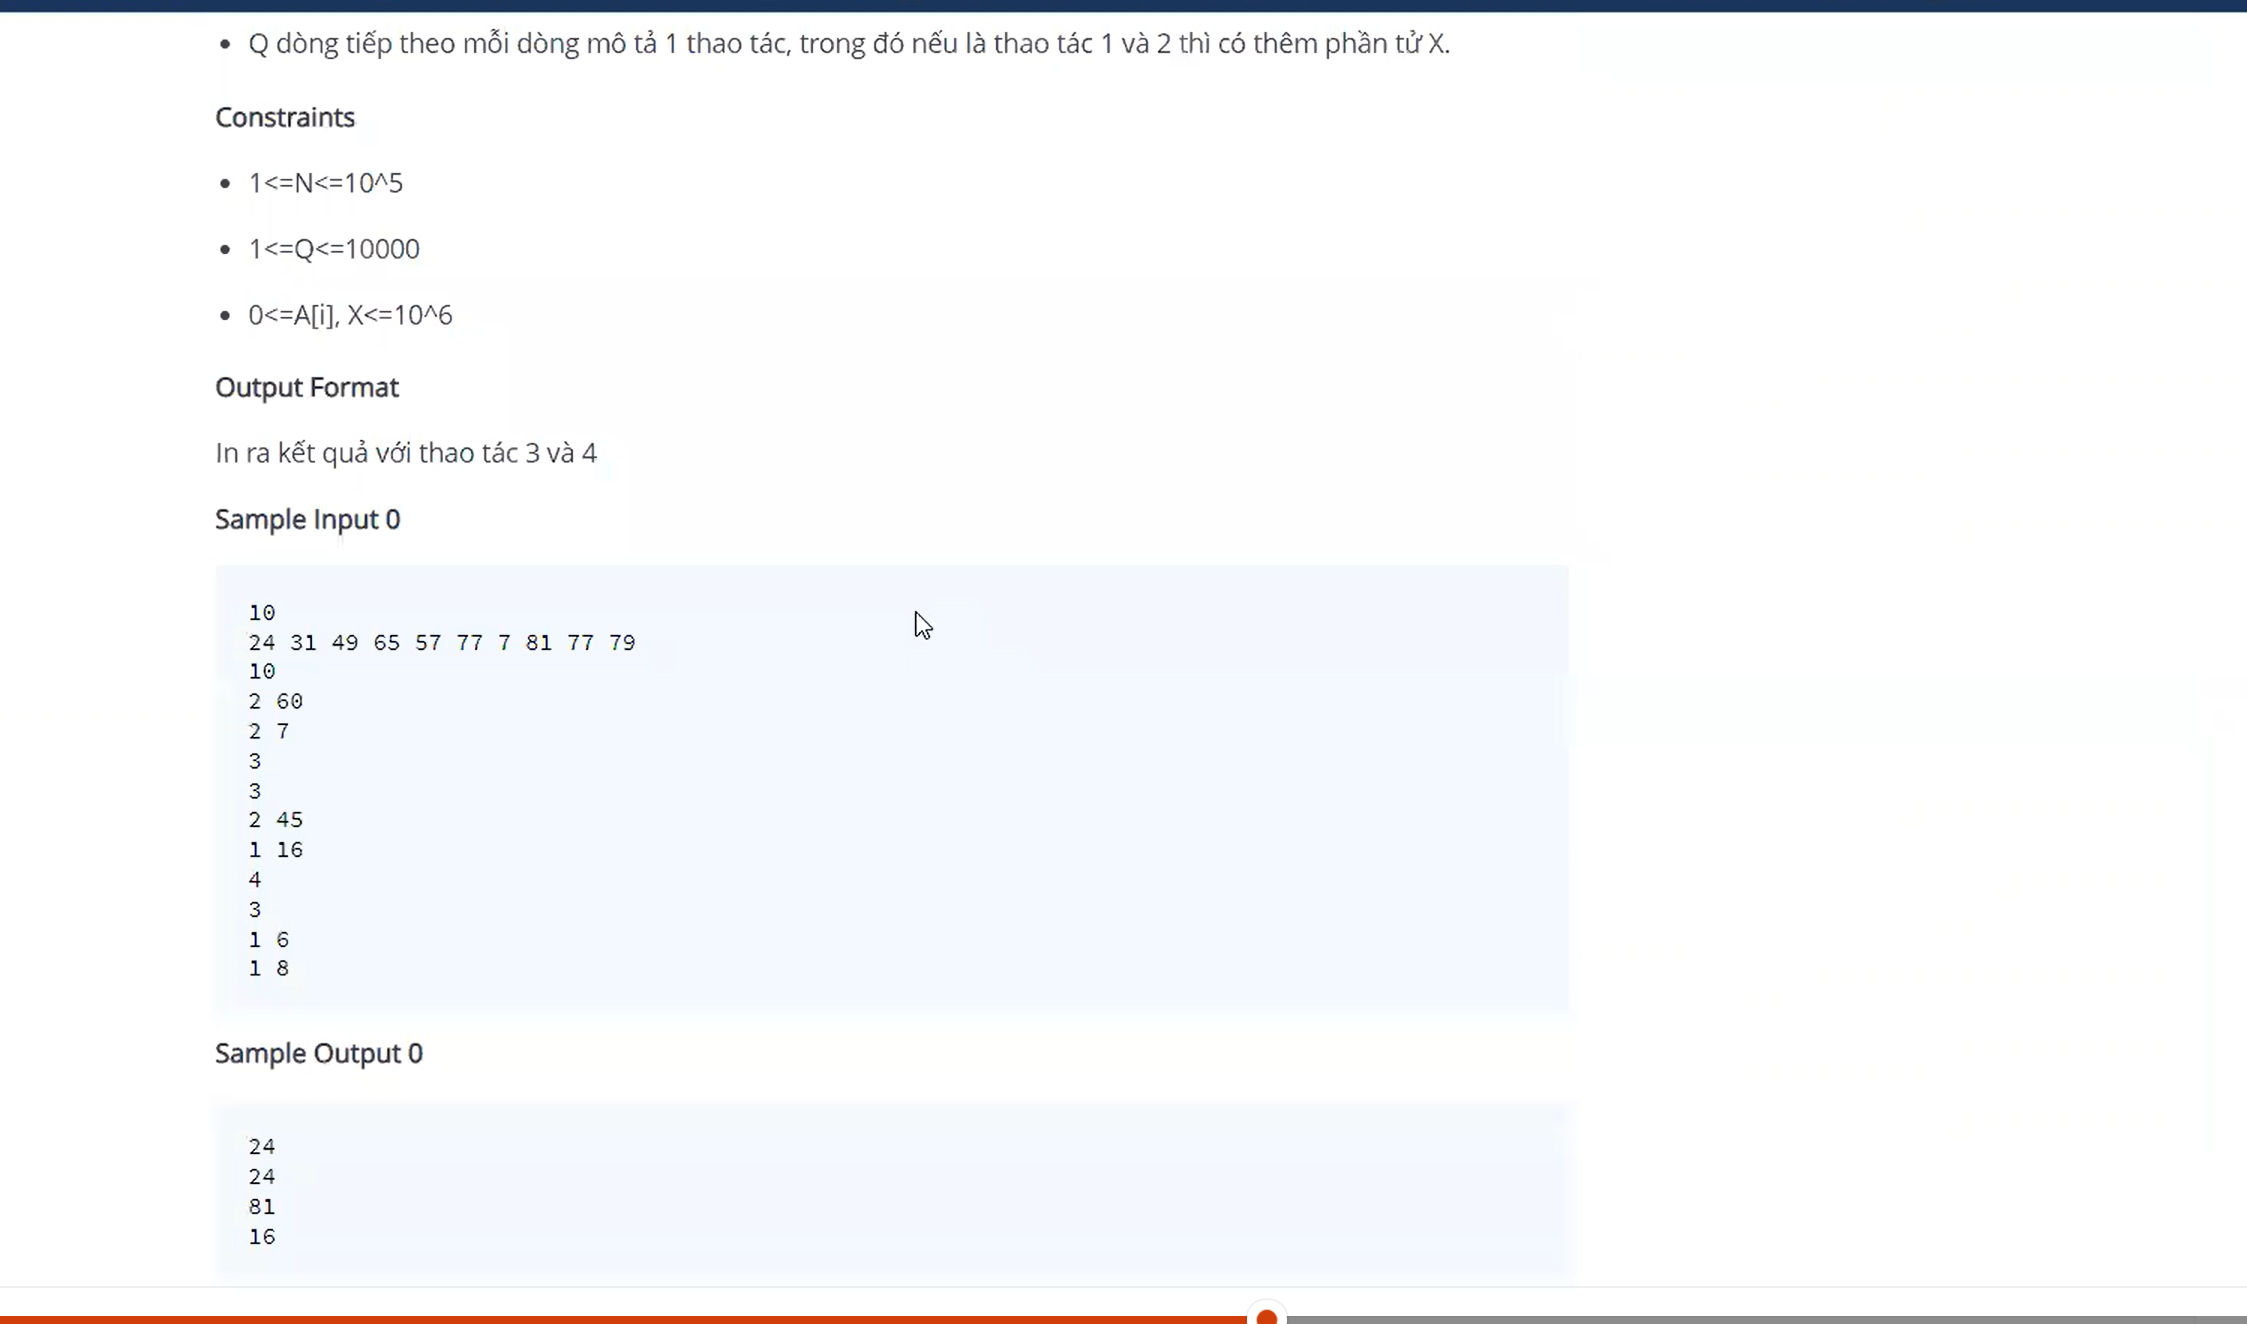 Q dòng tiếp theo mỗi dòng mô tả 1 thao tác, trong đó nếu là thao tác 1 và 2 thì có thêm phần tử X.
Constraints
1<=N<=10^5
1<=Q<=10000
0<=A[i], X<=10^6
Output Format
In ra kết quả với thao tác 3 và 4
Sample Input 0
10
24 31 49 65 57 77 7 81 77 79
10
2 60
2 7
3
3
2 45
1 16
4
3
1 6
1 8
Sample Output 0
24
24
81
16